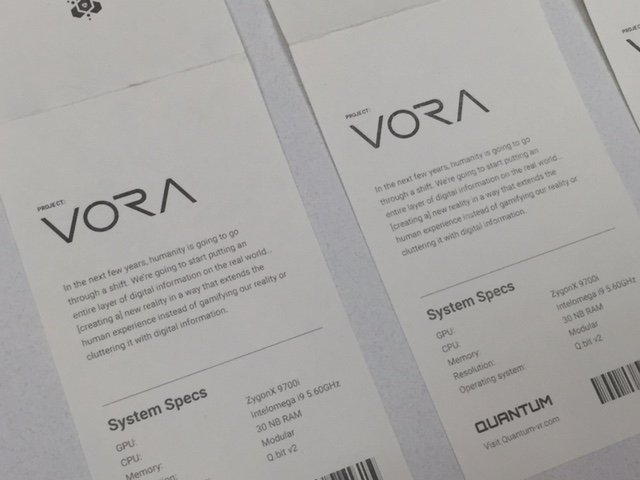 PROJECT:
VORA
In the next few years, humanity is going to go
through a shift. We're going to start putting an
entire layer of digital information on the real world..
[creating a] new reality in a way that extends the
human experience instead of gamifying our reality or
cluttering it with digital information.
System Specs
GPU: ZygonX 9700i
CPU: Intelomega i9 5.60GHz
Memory: 30 NB RAM
Modular
Q bit v2
PROJECT:
VORA
In the next few years, humanity is going to go
through a shift. We're going to start putting an
entire layer of digital information on the real world..
[creating a] new reality in a way that extends the
human experience instead of gamifying our reality or
cluttering it with digital information.
System Specs
GPU: ZygonX 9700i
CPU: Intelomega i9 5.60GHz
Memory: 30 NB RAM
Resolution: Modular
Operating system: Q bit v2
QUANTUM
Visit Quantum-vi.com